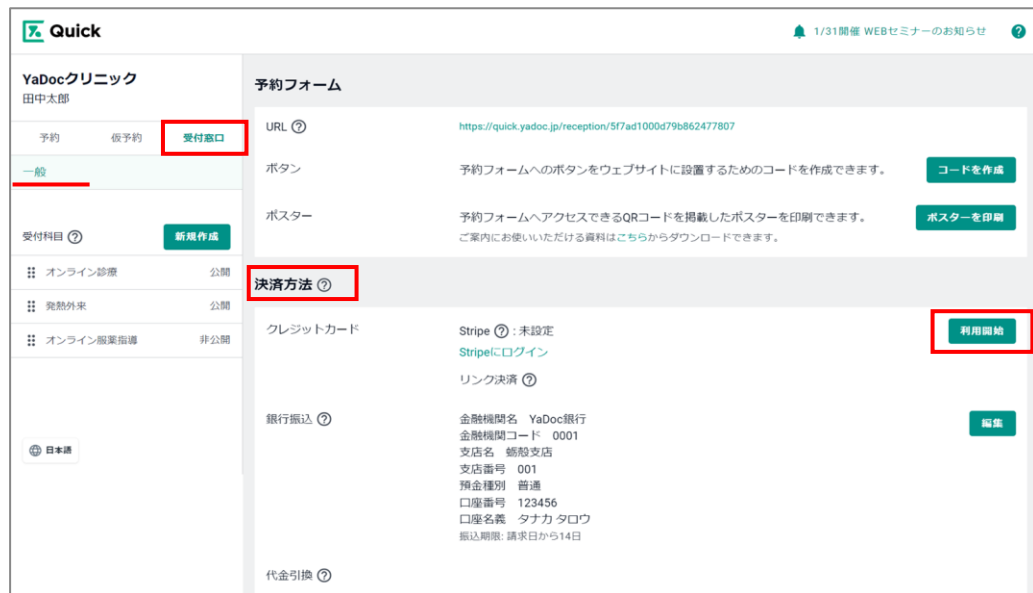 Quick
1/31開催 WEBセミナーのお知らせ
YaDocクリニック
田中太郎
予約 仮予約 受付窓口
一般
受付科目 新規作成
オンライン診療 公開
発熱外来 公開
オンライン服薬指導 非公開
日本語
予約フォーム
URL https://quick.yadoc.jp/reception/5f7ad1000d79b862477807
ボタン 予約フォームへのボタンをウェブサイトに設置するためのコードを作成できます。 コードを作成
ポスター 予約フォームへアクセスできるQRコードを掲載したポスターを印刷できます。 ポスターを印刷
ご案内にお使いいただける資料はこちらからダウンロードできます。
決済方法
クレジットカード Stripe : 未設定 利用開始
Stripeにログイン
リンク決済
銀行振込 金融機関名 YaDoc銀行 編集
金融機関コード 0001
支店名 蛎殻支店
支店番号 001
預金種別 普通
口座番号 123456
口座名義 タナカ タロウ
振込期限: 請求日から14日
代金引換